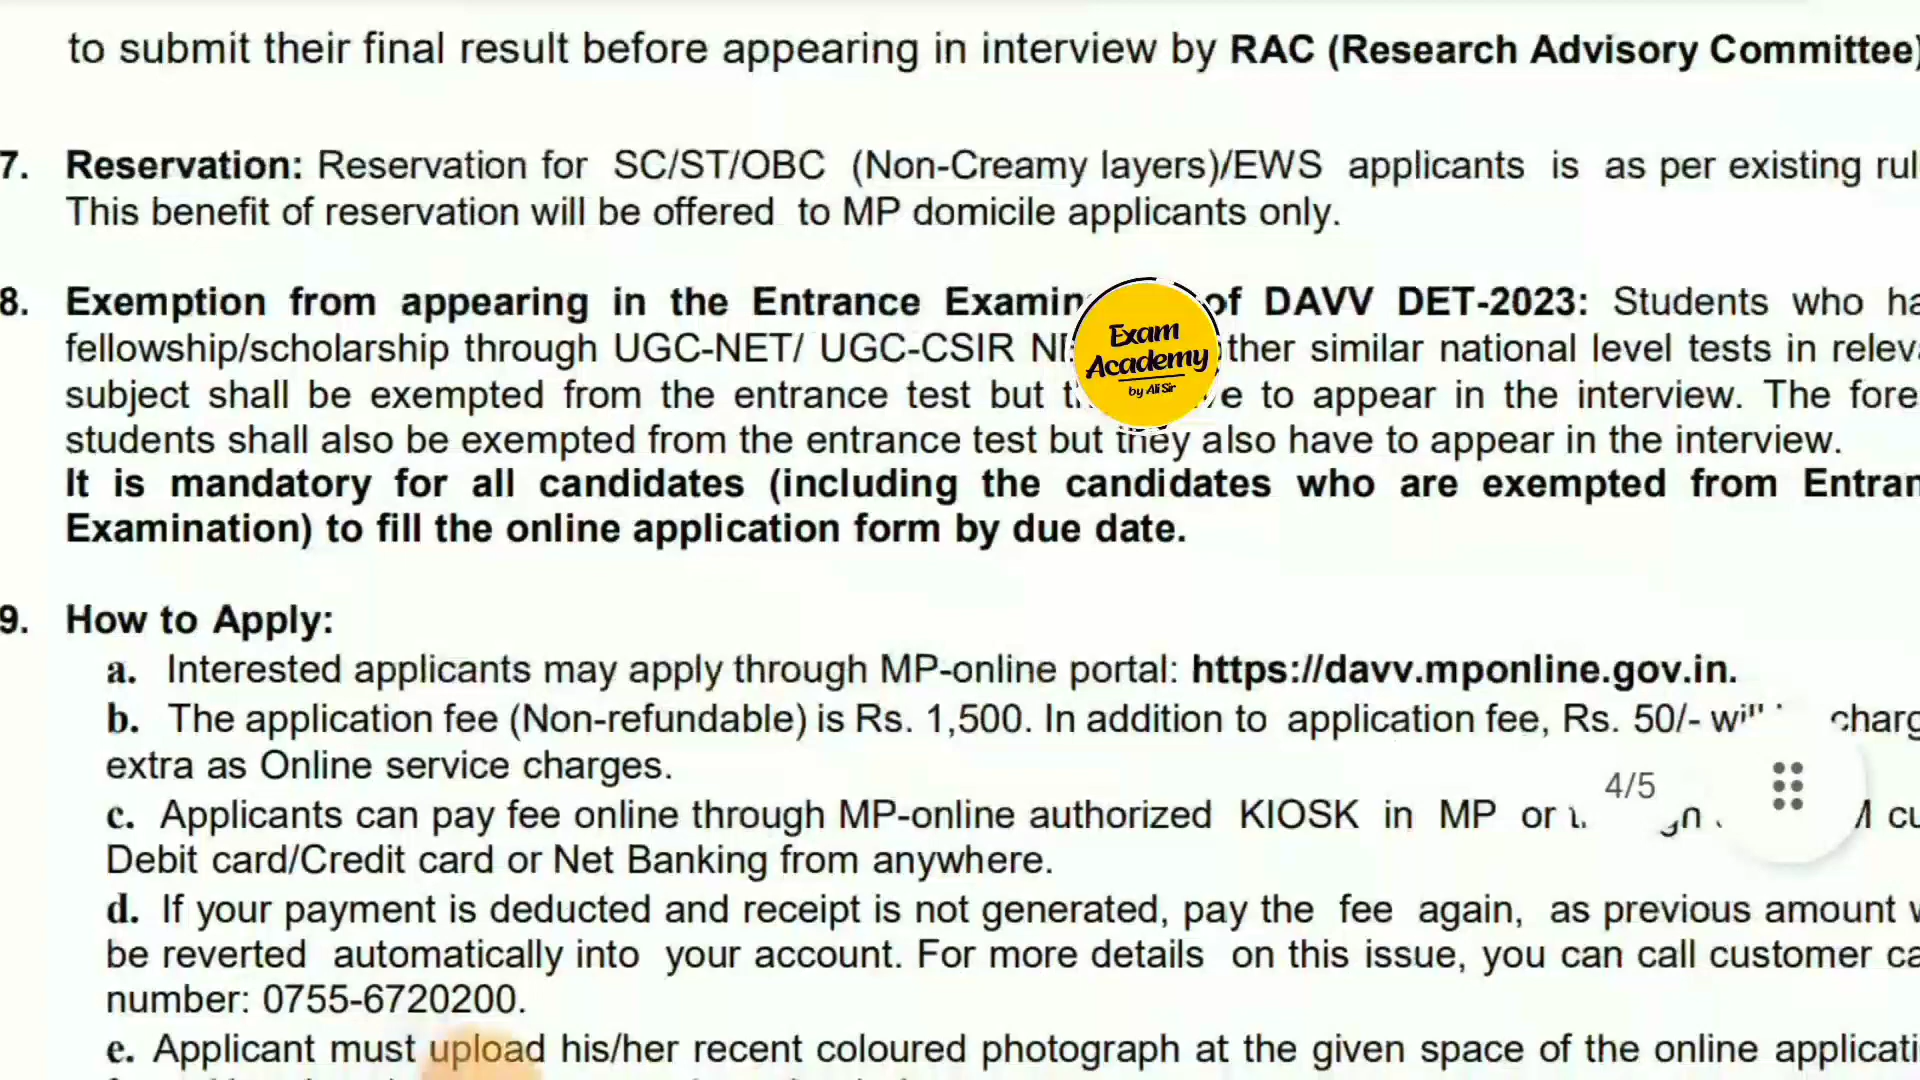 to submit their final result before appearing in interview by RAC (Research Advisory Committee)
7. Reservation: Reservation for SC/ST/OBC (Non-Creamy layers)/EWS applicants is as per existing rul
This benefit of reservation will be offered to MP domicile applicants only.
8. Exemption from appearing in the Entrance Examin of DAVV DET-2023: Students who ha
fellowship/scholarship through UGC-NET/ UGC-CSIR ther similar national level tests in relev
subject shall be exempted from the entrance test but e to appear in the interview. The fore
students shall also be exempted from the entrance test but they also have to appear in the interview.
It is mandatory for all candidates (including the candidates who are exempted from Entran
Examination) to fill the online application form by due date.
Exam
Academy
by Ali Sir
9. How to Apply:
a. Interested applicants may apply through MP-online portal: https://davv.mponline.gov.in.
b. The application fee (Non-refundable) is Rs. 1,500. In addition to application fee, Rs. 50/- charg
extra as Online service charges.
4/5
c. Applicants can pay fee online through MP-online authorized KIOSK in MP or cu
Debit card/Credit card or Net Banking from anywhere.
d. If your payment is deducted and receipt is not generated, pay the fee again, as previous amount
be reverted automatically into your account. For more details on this issue, you can call customer ca
number: 0755-6720200.
e. Applicant must upload his/her recent coloured photograph at the given space of the online applicati